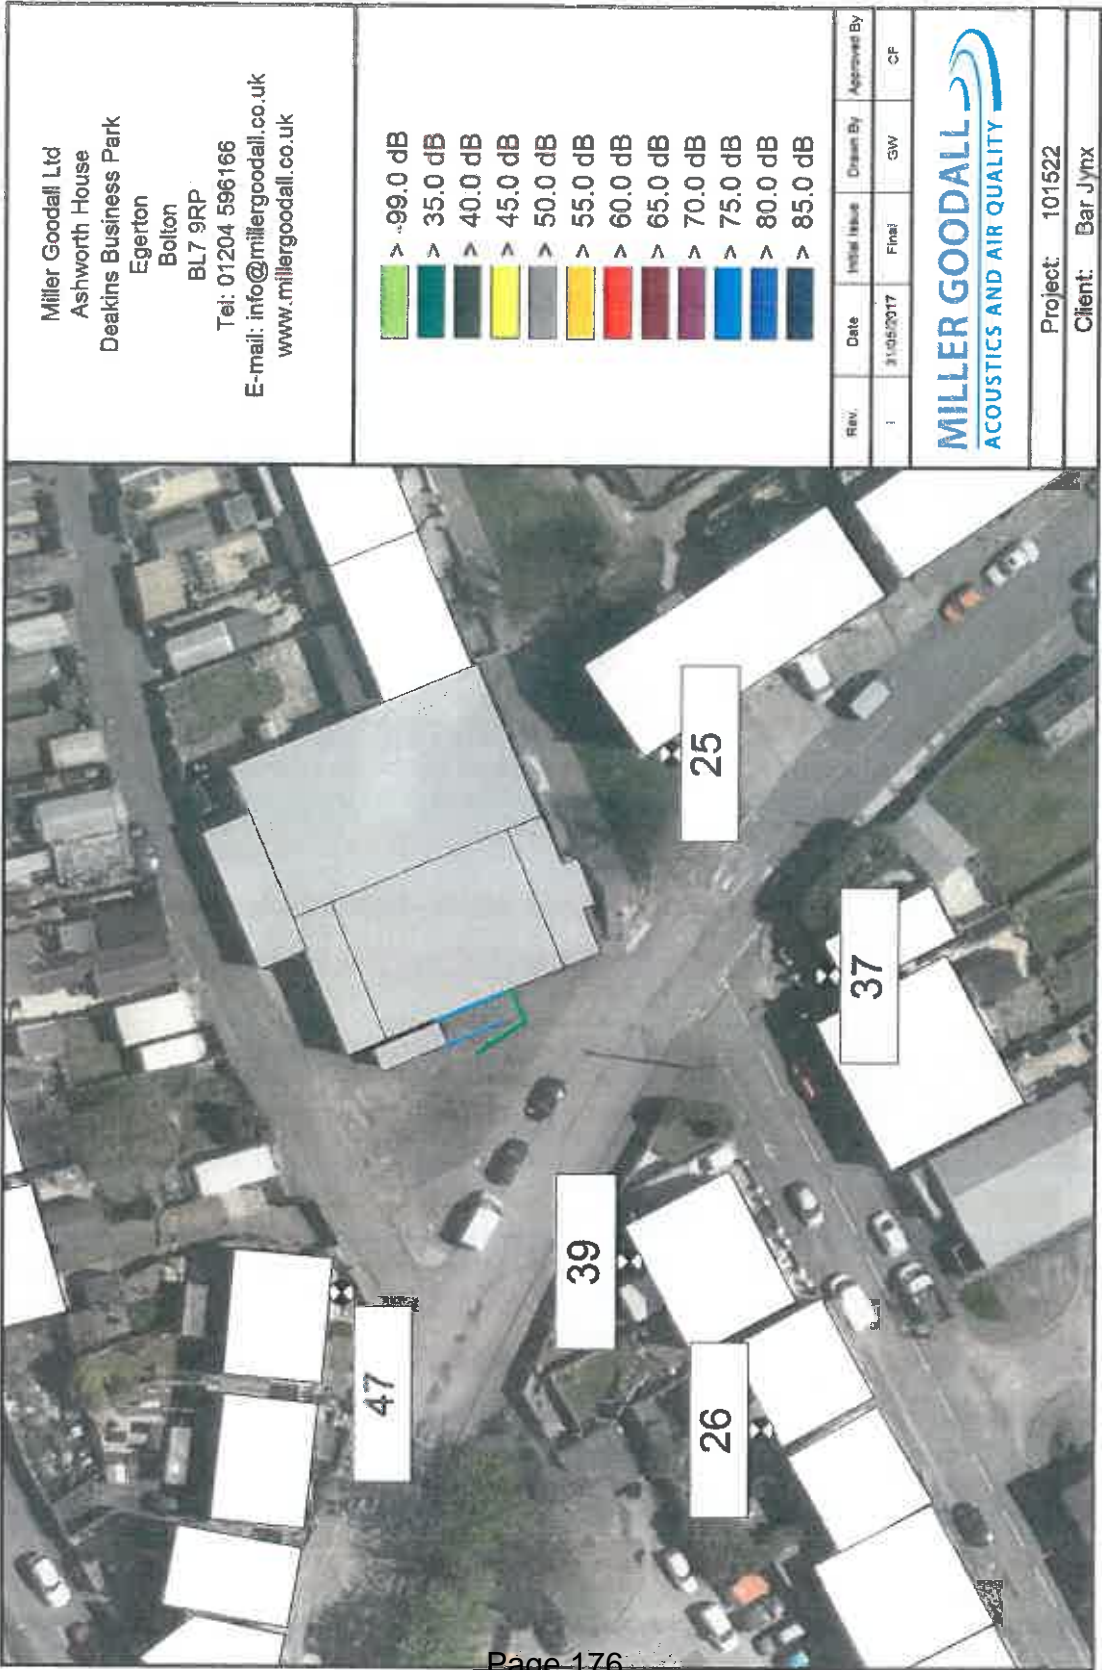 Miller Goodall Ltd
Ashworth House
Deakins Business Park
Egerton
Bolton
BL7 9RP
Tel: 01204 596166
E-mail: info@millergoodall.co.uk
www.millergoodall.co.uk
> -99.0 dB
> 35.0 dB
> 40.0 dB
> 45.0 dB
> 50.0 dB
> 55.0 dB
> 60.0 dB
> 65.0 dB
> 70.0 dB
> 75.0 dB
> 80.0 dB
> 85.0 dB
Rev. Date Initial Issue Drawn By Approved By
1 31/05/2017 Final GW CF
MILLER GOODALL
ACOUSTICS AND AIR QUALITY
Project: 101522
Client: Bar Jynx
47
39
26
37
25
Page 176